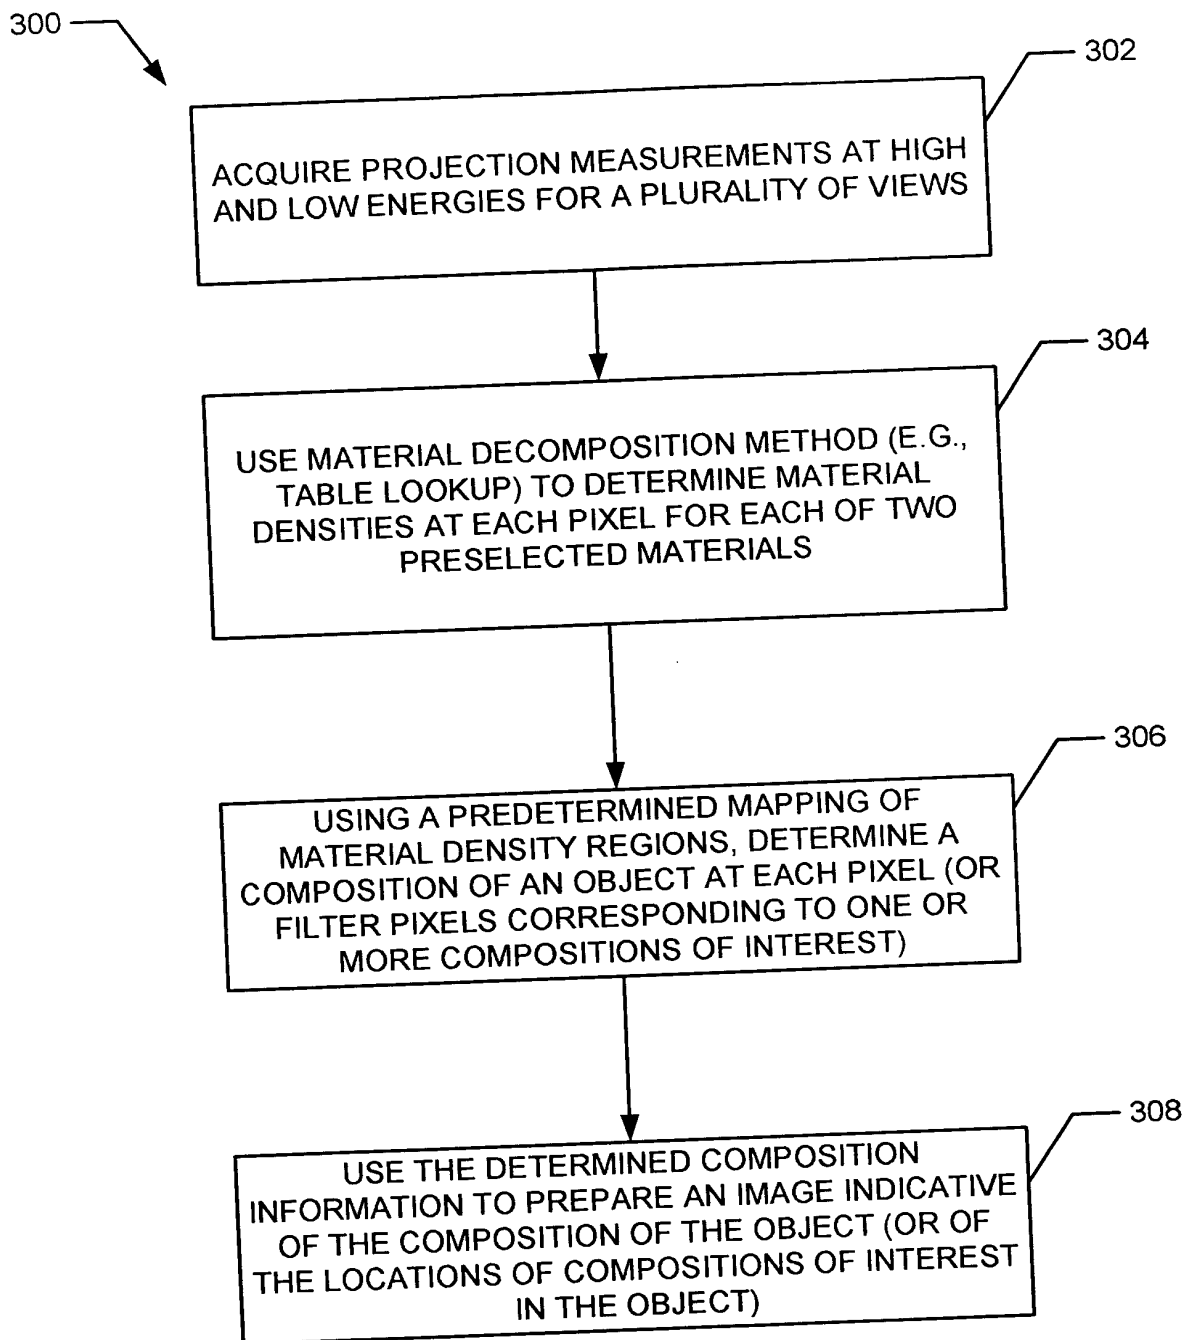 300
302
ACQUIRE PROJECTION MEASUREMENTS AT HIGH
AND LOW ENERGIES FOR A PLURALITY OF VIEWS
304
USE MATERIAL DECOMPOSITION METHOD (E.G.,
TABLE LOOKUP) TO DETERMINE MATERIAL
DENSITIES AT EACH PIXEL FOR EACH OF TWO
PRESELECTED MATERIALS
306
USING A PREDETERMINED MAPPING OF
MATERIAL DENSITY REGIONS, DETERMINE A
COMPOSITION OF AN OBJECT AT EACH PIXEL (OR
FILTER PIXELS CORRESPONDING TO ONE OR
MORE COMPOSITIONS OF INTEREST)
308
USE THE DETERMINED COMPOSITION
INFORMATION TO PREPARE AN IMAGE INDICATIVE
OF THE COMPOSITION OF THE OBJECT (OR OF
THE LOCATIONS OF COMPOSITIONS OF INTEREST
IN THE OBJECT)